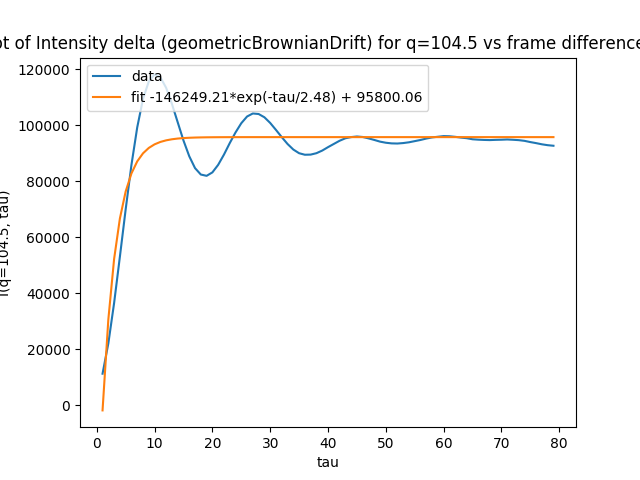 ot of Intensity delta (geometricBrownianDrift) for q=104.5 vs frame difference
data
fit -146249.21*exp(-tau/2.48) + 95800.06
120000
100000
80000
60000
40000
20000
0
I(q=104.5, tau)
0 10 20 30 40 50 60 70 80
tau